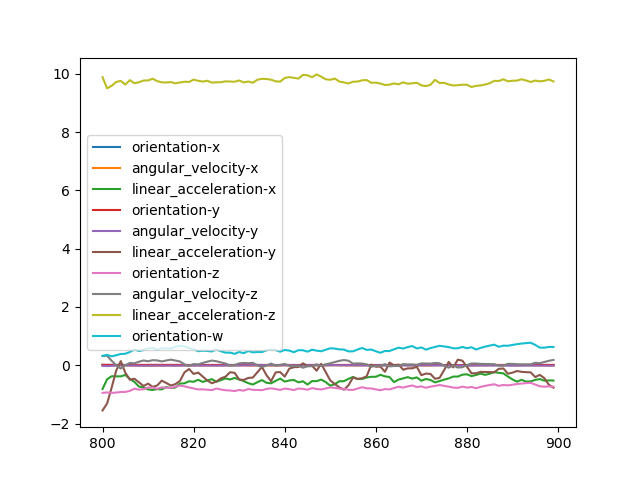 10
8
6
4
2
0
−2
orientation-x
angular_velocity-x
linear_acceleration-x
orientation-y
angular_velocity-y
linear_acceleration-y
orientation-z
angular_velocity-z
linear_acceleration-z
orientation-w
800 820 840 860 880 900